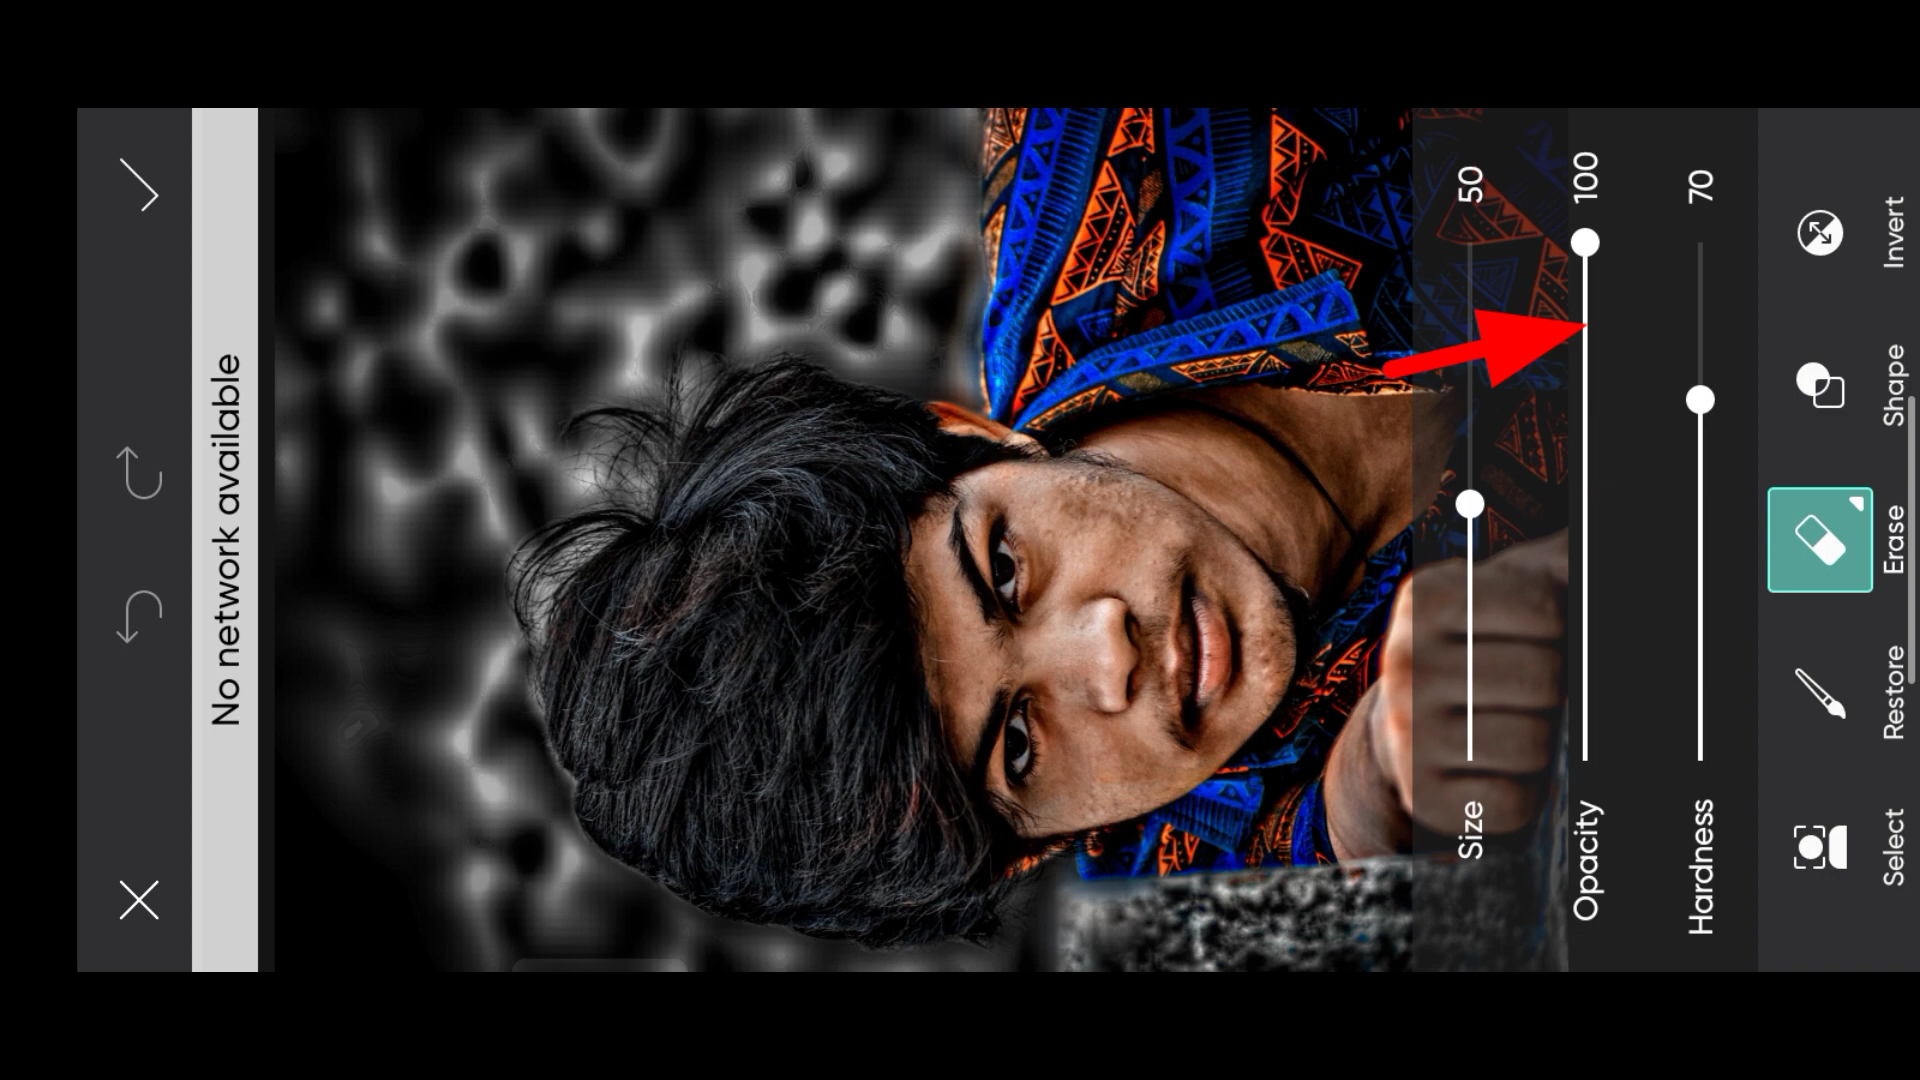 No network available
Size 50
Opacity 100
Hardness 70
Select
Restore
Erase
Shape
Invert